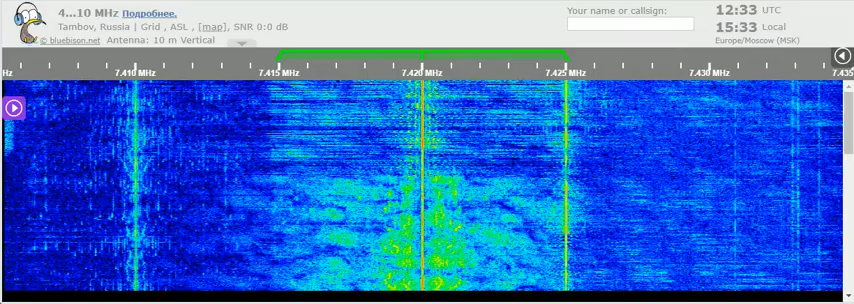 4...10 MHz Подробнее.
Tambov, Russia | Grid , ASL , [map], SNR 0:0 dB
© bluebison.net Antenna: 10 m Vertical
Your name or callsign:
12:33 UTC
15:33 Local
Europe/Moscow (MSK)
Hz 7.410 MHz 7.415 MHz 7.420 MHz 7.425 MHz 7.430 MHz 7.435